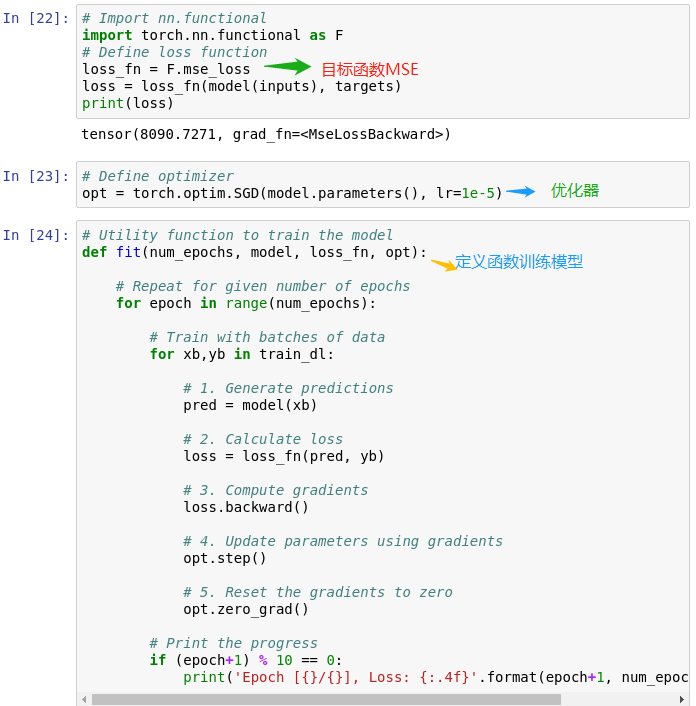 In [22]:
# Import nn.functional
import torch.nn.functional as F
# Define loss function
loss_fn = F.mse_loss 目标函数MSE
loss = loss_fn(model(inputs), targets)
print(loss)
tensor(8090.7271, grad_fn=<MseLossBackward>)
In [23]:
# Define optimizer
opt = torch.optim.SGD(model.parameters(), lr=1e-5) 优化器
In [24]:
# Utility function to train the model
def fit(num_epochs, model, loss_fn, opt):
定义函数训练模型
# Repeat for given number of epochs
for epoch in range(num_epochs):
# Train with batches of data
for xb,yb in train_dl:
# 1. Generate predictions
pred = model(xb)
# 2. Calculate loss
loss = loss_fn(pred, yb)
# 3. Compute gradients
loss.backward()
# 4. Update parameters using gradients
opt.step()
# 5. Reset the gradients to zero
opt.zero_grad()
# Print the progress
if (epoch+1) % 10 == 0:
print('Epoch [{}/{}], Loss: {:.4f}'.format(epoch+1, num_epoc